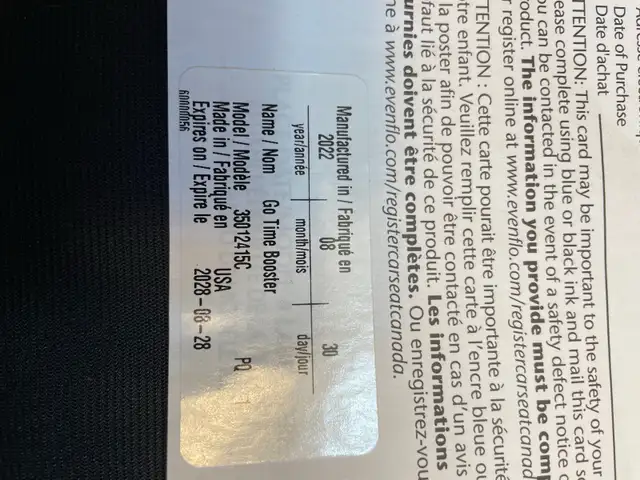 Date of Purchase
Date d'achat
TTENTION: This card may be important to the safety of your
ease complete using blue or black ink and mail this card
ou can be contacted in the event of a safety defect notice
roduct. The information you provide must be comp
r register online at www.evenflo.com/registercarseatcanad
TTENTION : Cette carte pourait être importante à la sécurité
tre enfant. Veuillez remplir cette carte à l'encre bleue ou
la poster afin de pouvoir être contacté en cas d'un avis
faut lié à la sécurité de ce produit. Les informations
urnies doivent être complètes. Ou enregistrez-vou
ne à www.evenflo.com/registercarseatcanada.
Manufactured in / Fabriqué en
2022 08 30
year/année month/mois day/jour
Name / Nom Go Time Booster
Model / Modèle 35012415C PQ
Made in / Fabriqué en USA
Expires on / Expire le 2028-08-28